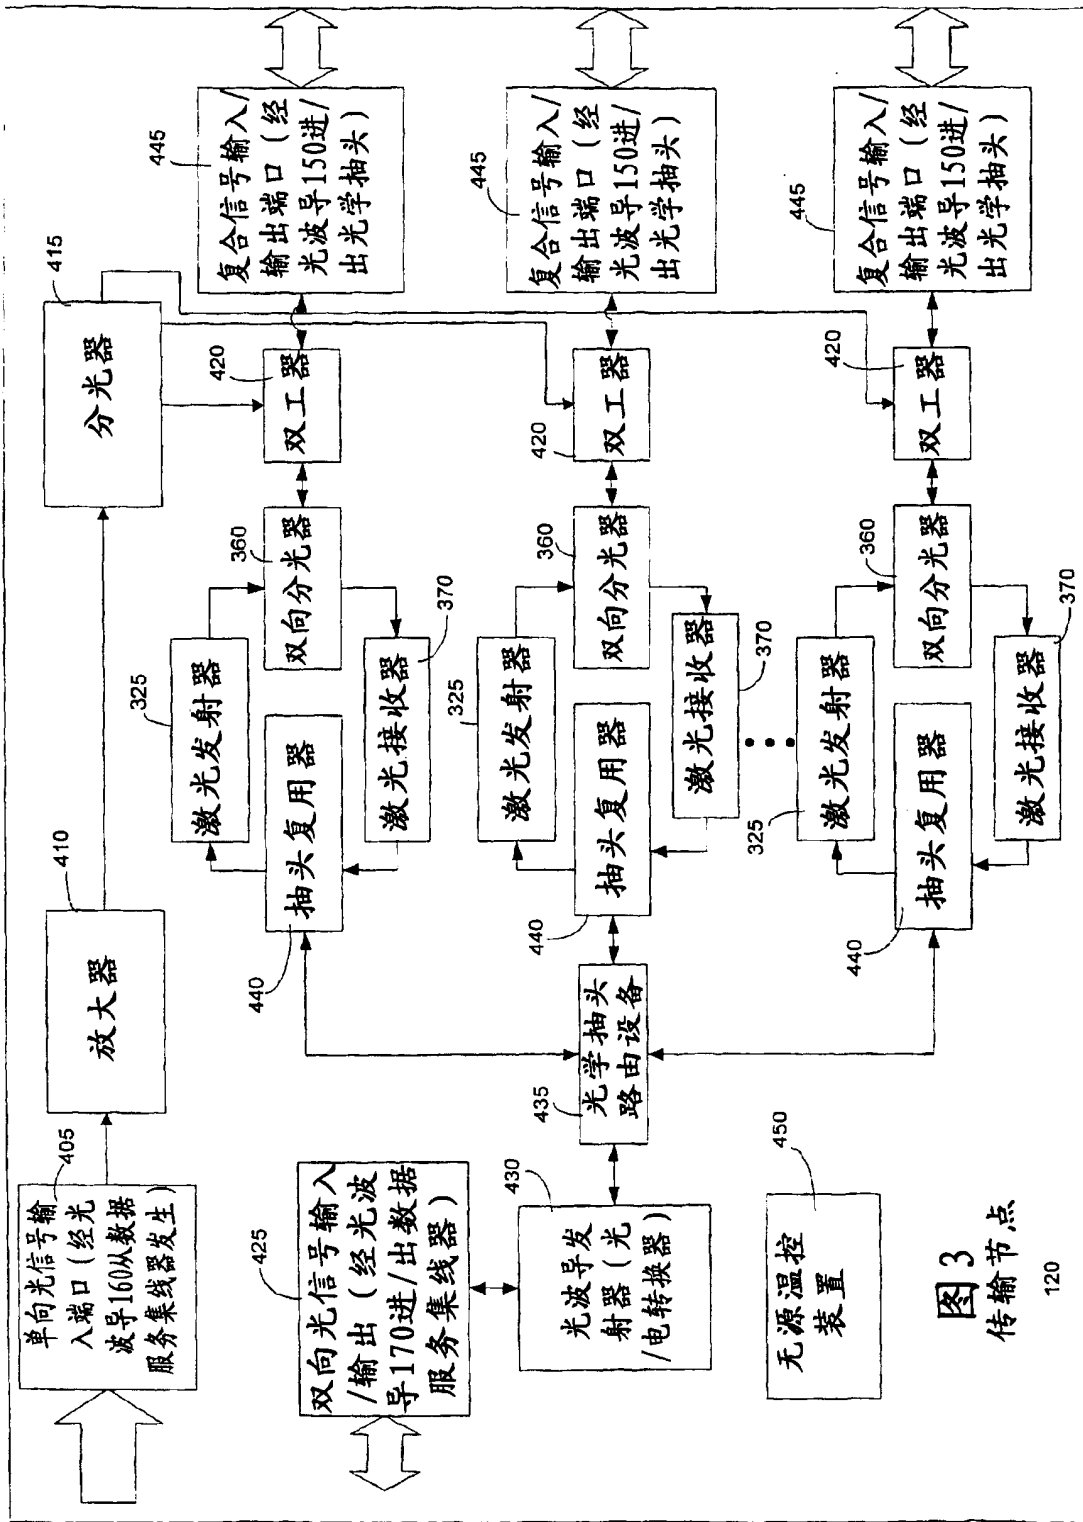 单向光信号输
入端口（经光
波导160从数据
服务集线器发生）
405
放大器
410
分光器
415
双向光信号输入
/输出（经光波
导170进/出数据
服务集线器）
425
光波导发
射器（光
/电转换器）
430
光学抽头
路由设备
435
抽头复用器
440
激光发射器
325
激光接收器
370
双向分光器
360
双工器
420
复合信号输入/
输出端口（经
光波导150进/
出光学抽头）
445
抽头复用器
440
激光发射器
325
激光接收器
370
双向分光器
360
双工器
420
复合信号输入/
输出端口（经
光波导150进/
出光学抽头）
445
抽头复用器
440
激光发射器
325
激光接收器
370
双向分光器
360
双工器
420
复合信号输入/
输出端口（经
光波导150进/
出光学抽头）
445
无源温控
装置
450
图 3
传输节点
120